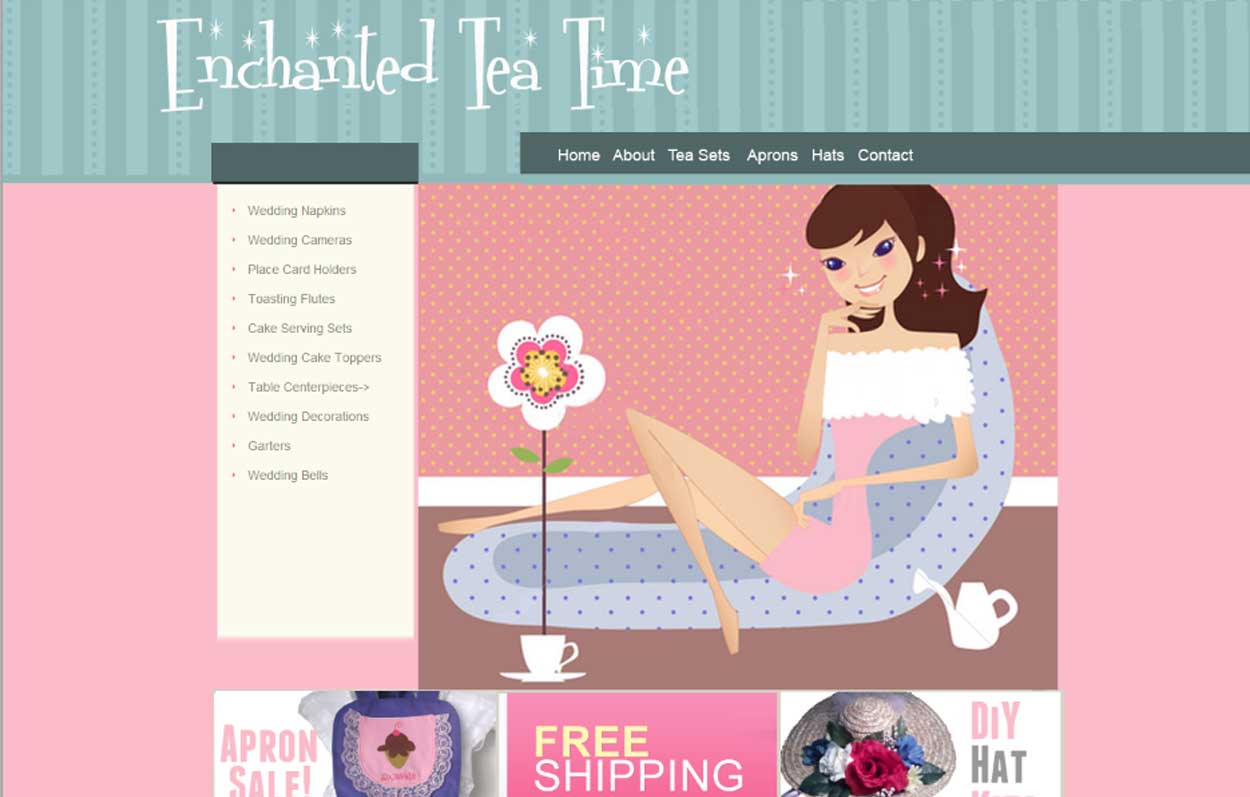 Enchanted Tea Time
Home About Tea Sets Aprons Hats Contact
Wedding Napkins
Wedding Cameras
Place Card Holders
Toasting Flutes
Cake Serving Sets
Wedding Cake Toppers
Table Centerpieces->
Wedding Decorations
Garters
Wedding Bells
APRON
SALE!
FREE
SHIPPING
DIY
HAT